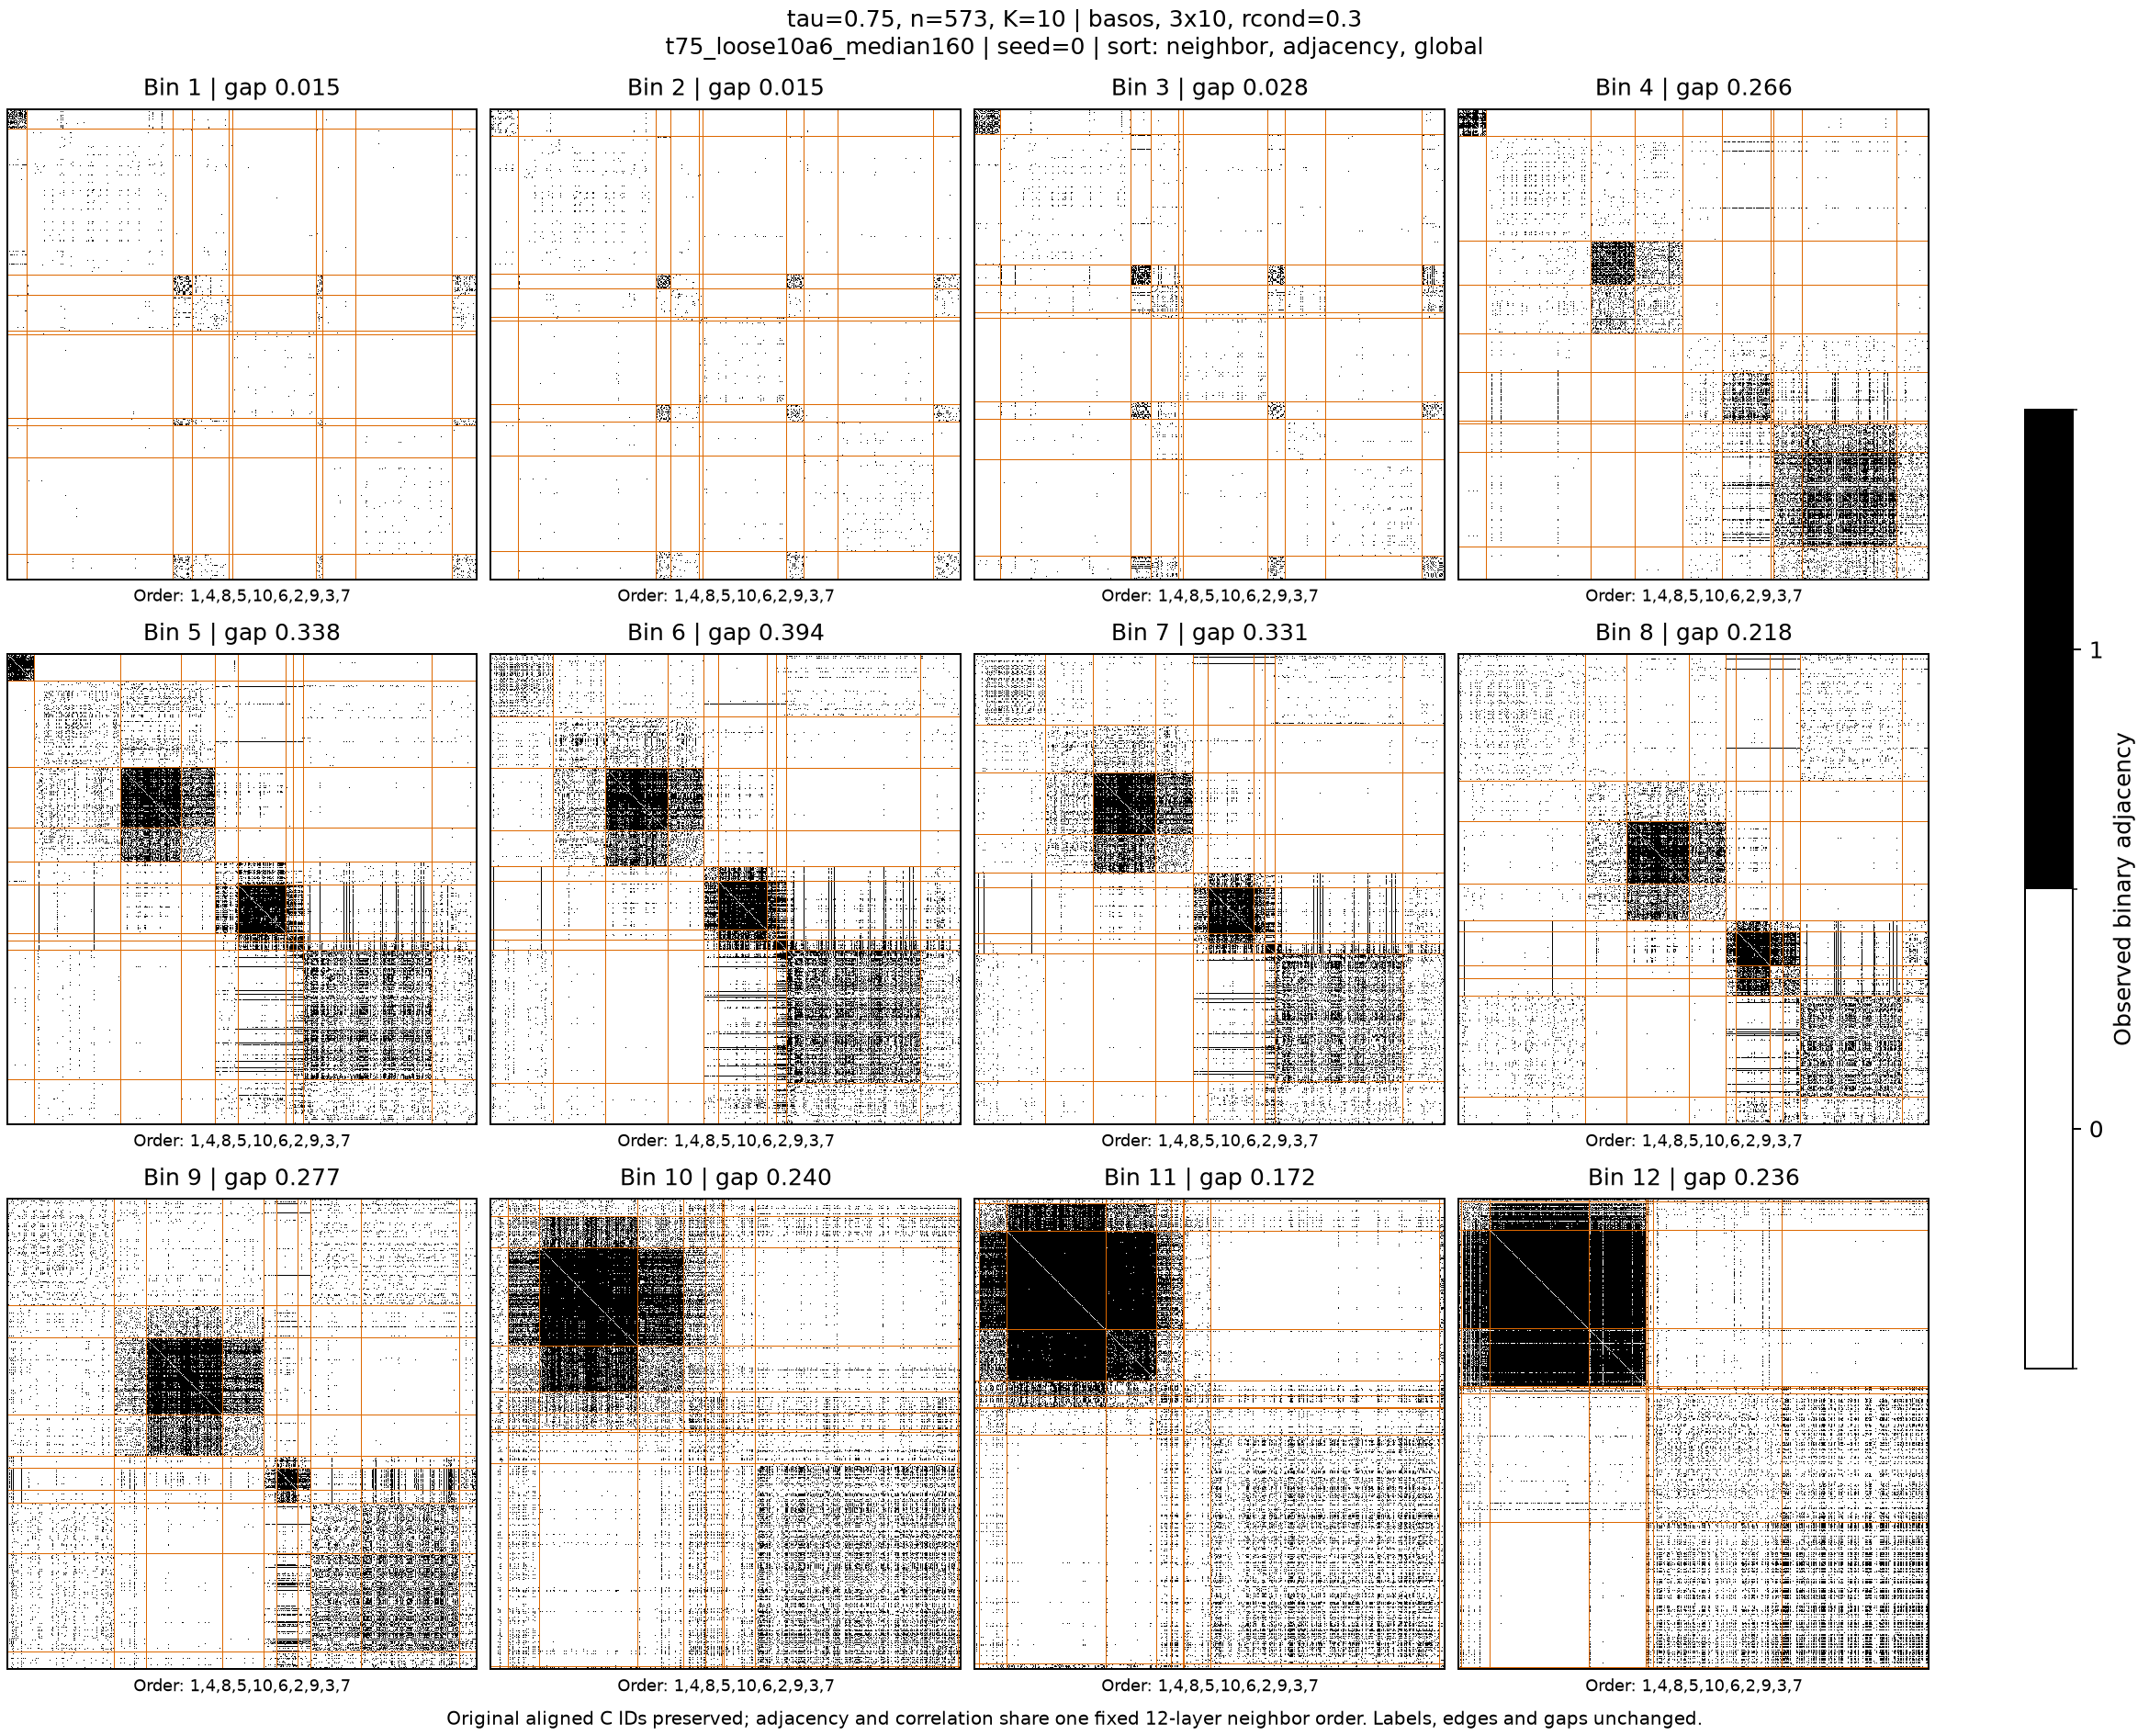 tau=0.75, n=573, K=10 | basos, 3x10, rcond=0.3
t75_loose10a6_median160 | seed=0 | sort: neighbor, adjacency, global
Bin 1 | gap 0.015
Bin 2 | gap 0.015
Bin 3 | gap 0.028
Bin 4 | gap 0.266
Order: 1,4,8,5,10,6,2,9,3,7
Order: 1,4,8,5,10,6,2,9,3,7
Order: 1,4,8,5,10,6,2,9,3,7
Order: 1,4,8,5,10,6,2,9,3,7
Bin 5 | gap 0.338
Bin 6 | gap 0.394
Bin 7 | gap 0.331
Bin 8 | gap 0.218
Order: 1,4,8,5,10,6,2,9,3,7
Order: 1,4,8,5,10,6,2,9,3,7
Order: 1,4,8,5,10,6,2,9,3,7
Order: 1,4,8,5,10,6,2,9,3,7
Bin 9 | gap 0.277
Bin 10 | gap 0.240
Bin 11 | gap 0.172
Bin 12 | gap 0.236
Order: 1,4,8,5,10,6,2,9,3,7
Order: 1,4,8,5,10,6,2,9,3,7
Order: 1,4,8,5,10,6,2,9,3,7
Order: 1,4,8,5,10,6,2,9,3,7
1
0
Observed binary adjacency
Original aligned C IDs preserved; adjacency and correlation share one fixed 12-layer neighbor order. Labels, edges and gaps unchanged.